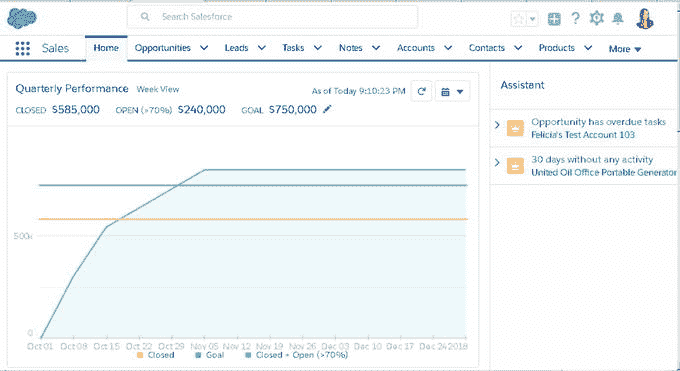 Search Salesforce
Sales Home Opportunities Leads Tasks Notes Accounts Contacts Products More
Quarterly Performance Week View
As of Today 9:10:23 PM
CLOSED $585,000 OPEN (>70%) $240,000 GOAL $750,000
500k
0
Oct 01 Oct 08 Oct 15 Oct 22 Oct 29 Nov 05 Nov 12 Nov 19 Nov 26 Dec 03 Dec 10 Dec 17 Dec 24 2018
Closed Goal Closed + Open (>70%)
Assistant
Opportunity has overdue tasks
Felicia's Test Account 103
30 days without any activity
United Oil Office Portable Generator